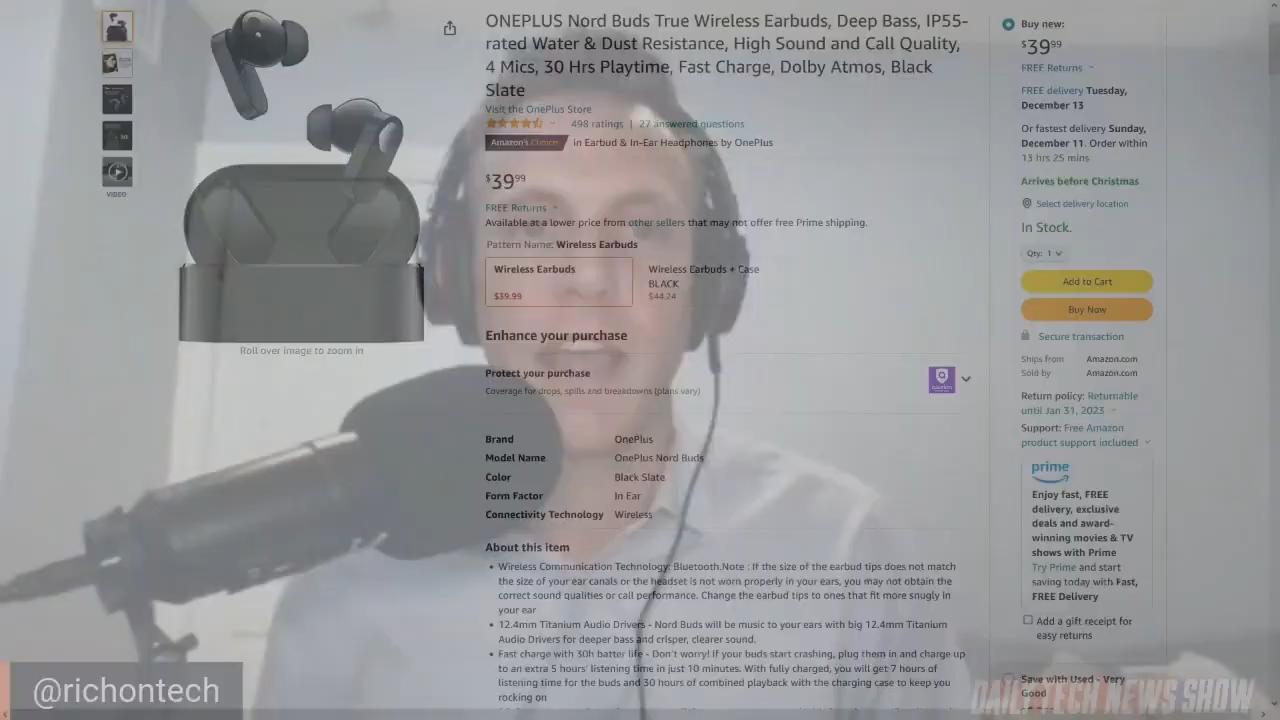 ONEPLUS Nord Buds True Wireless Earbuds, Deep Bass, IP55-
rated Water & Dust Resistance, High Sound and Call Quality,
4 Mics, 30 Hrs Playtime, Fast Charge, Dolby Atmos, Black
Slate
Visit the OnePlus Store
498 ratings | 27 answered questions
Amazon's Choice in Earbud & In-Ear Headphones by OnePlus
$39.99
FREE Returns
Available at a lower price from other sellers that may not offer free Prime shipping.
Pattern Name: Wireless Earbuds
Wireless Earbuds
$39.99
Wireless Earbuds + Case
BLACK
$44.24
VIDEO
Roll over image to zoom in
Enhance your purchase
Protect your purchase
Coverage for drops, spills and breakdowns (plans vary)
Brand OnePlus
Model Name OnePlus Nord Buds
Color Black Slate
Form Factor In Ear
Connectivity Technology Wireless
About this item
• Wireless Communication Technology: Bluetooth.Note : If the size of the earbud tips does not match
the size of your ear canals or the headset is not worn properly in your ears, you may not obtain the
correct sound qualities or call performance. Change the earbud tips to ones that fit more snugly in
your ear
• 12.4mm Titanium Audio Drivers - Nord Buds will be music to your ears with big 12.4mm Titanium
Audio Drivers for deeper bass and crisper, clearer sound.
• Fast charge with 30h batter life - Don't worry! If your buds start crashing, plug them in and charge up
to an extra 5 hours' listening time in just 10 minutes. With fully charged, you will get 7 hours of
listening time for the buds and 30 hours of combined playback with the charging case to keep you
rocking on
Buy new:
$39.99
FREE Returns
FREE delivery Tuesday,
December 13
Or fastest delivery Sunday,
December 11. Order within
13 hrs 25 mins
Arrives before Christmas
Select delivery location
In Stock.
Qty: 1
Add to Cart
Buy Now
Secure transaction
Ships from Amazon.com
Sold by Amazon.com
Return policy: Returnable
until Jan 31, 2023
Support: Free Amazon
product support included
prime
Enjoy fast, FREE
delivery, exclusive
deals and award-
winning movies & TV
shows with Prime
Try Prime and start
saving today with Fast,
FREE Delivery
Add a gift receipt for
easy returns
Save with Used - Very
Good
@richontech
DAILY TECH NEWS SHOW